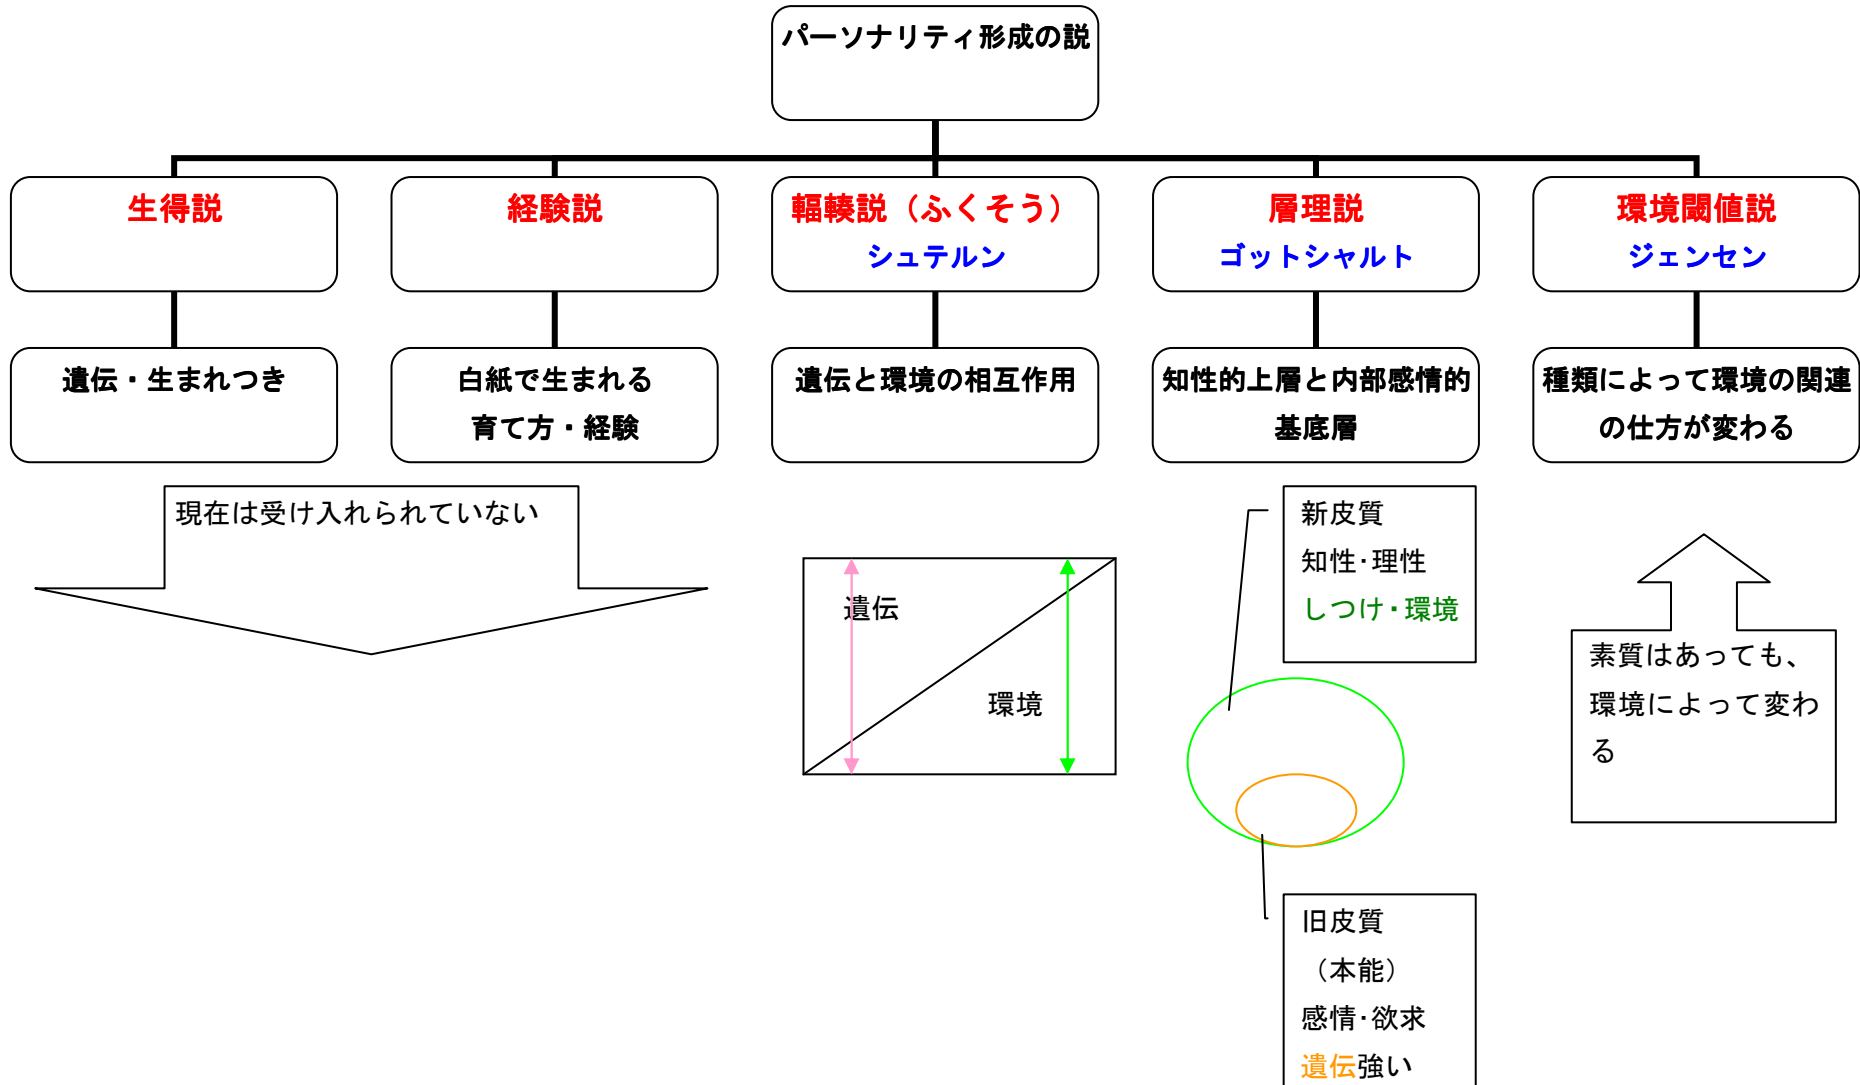 パーソナリティ形成の説
生得説
経験説
輻輳説（ふくそう）
シュテルン
層理説
ゴットシャルト
環境閾値説
ジェンセン
遺伝・生まれつき
白紙で生まれる
育て方・経験
遺伝と環境の相互作用
知性的上層と内部感情的
基底層
種類によって環境の関連
の仕方が変わる
現在は受け入れられていない
遺伝
環境
新皮質
知性･理性
しつけ･環境
旧皮質
（本能）
感情･欲求
遺伝強い
素質はあっても、
環境によって変わ
る